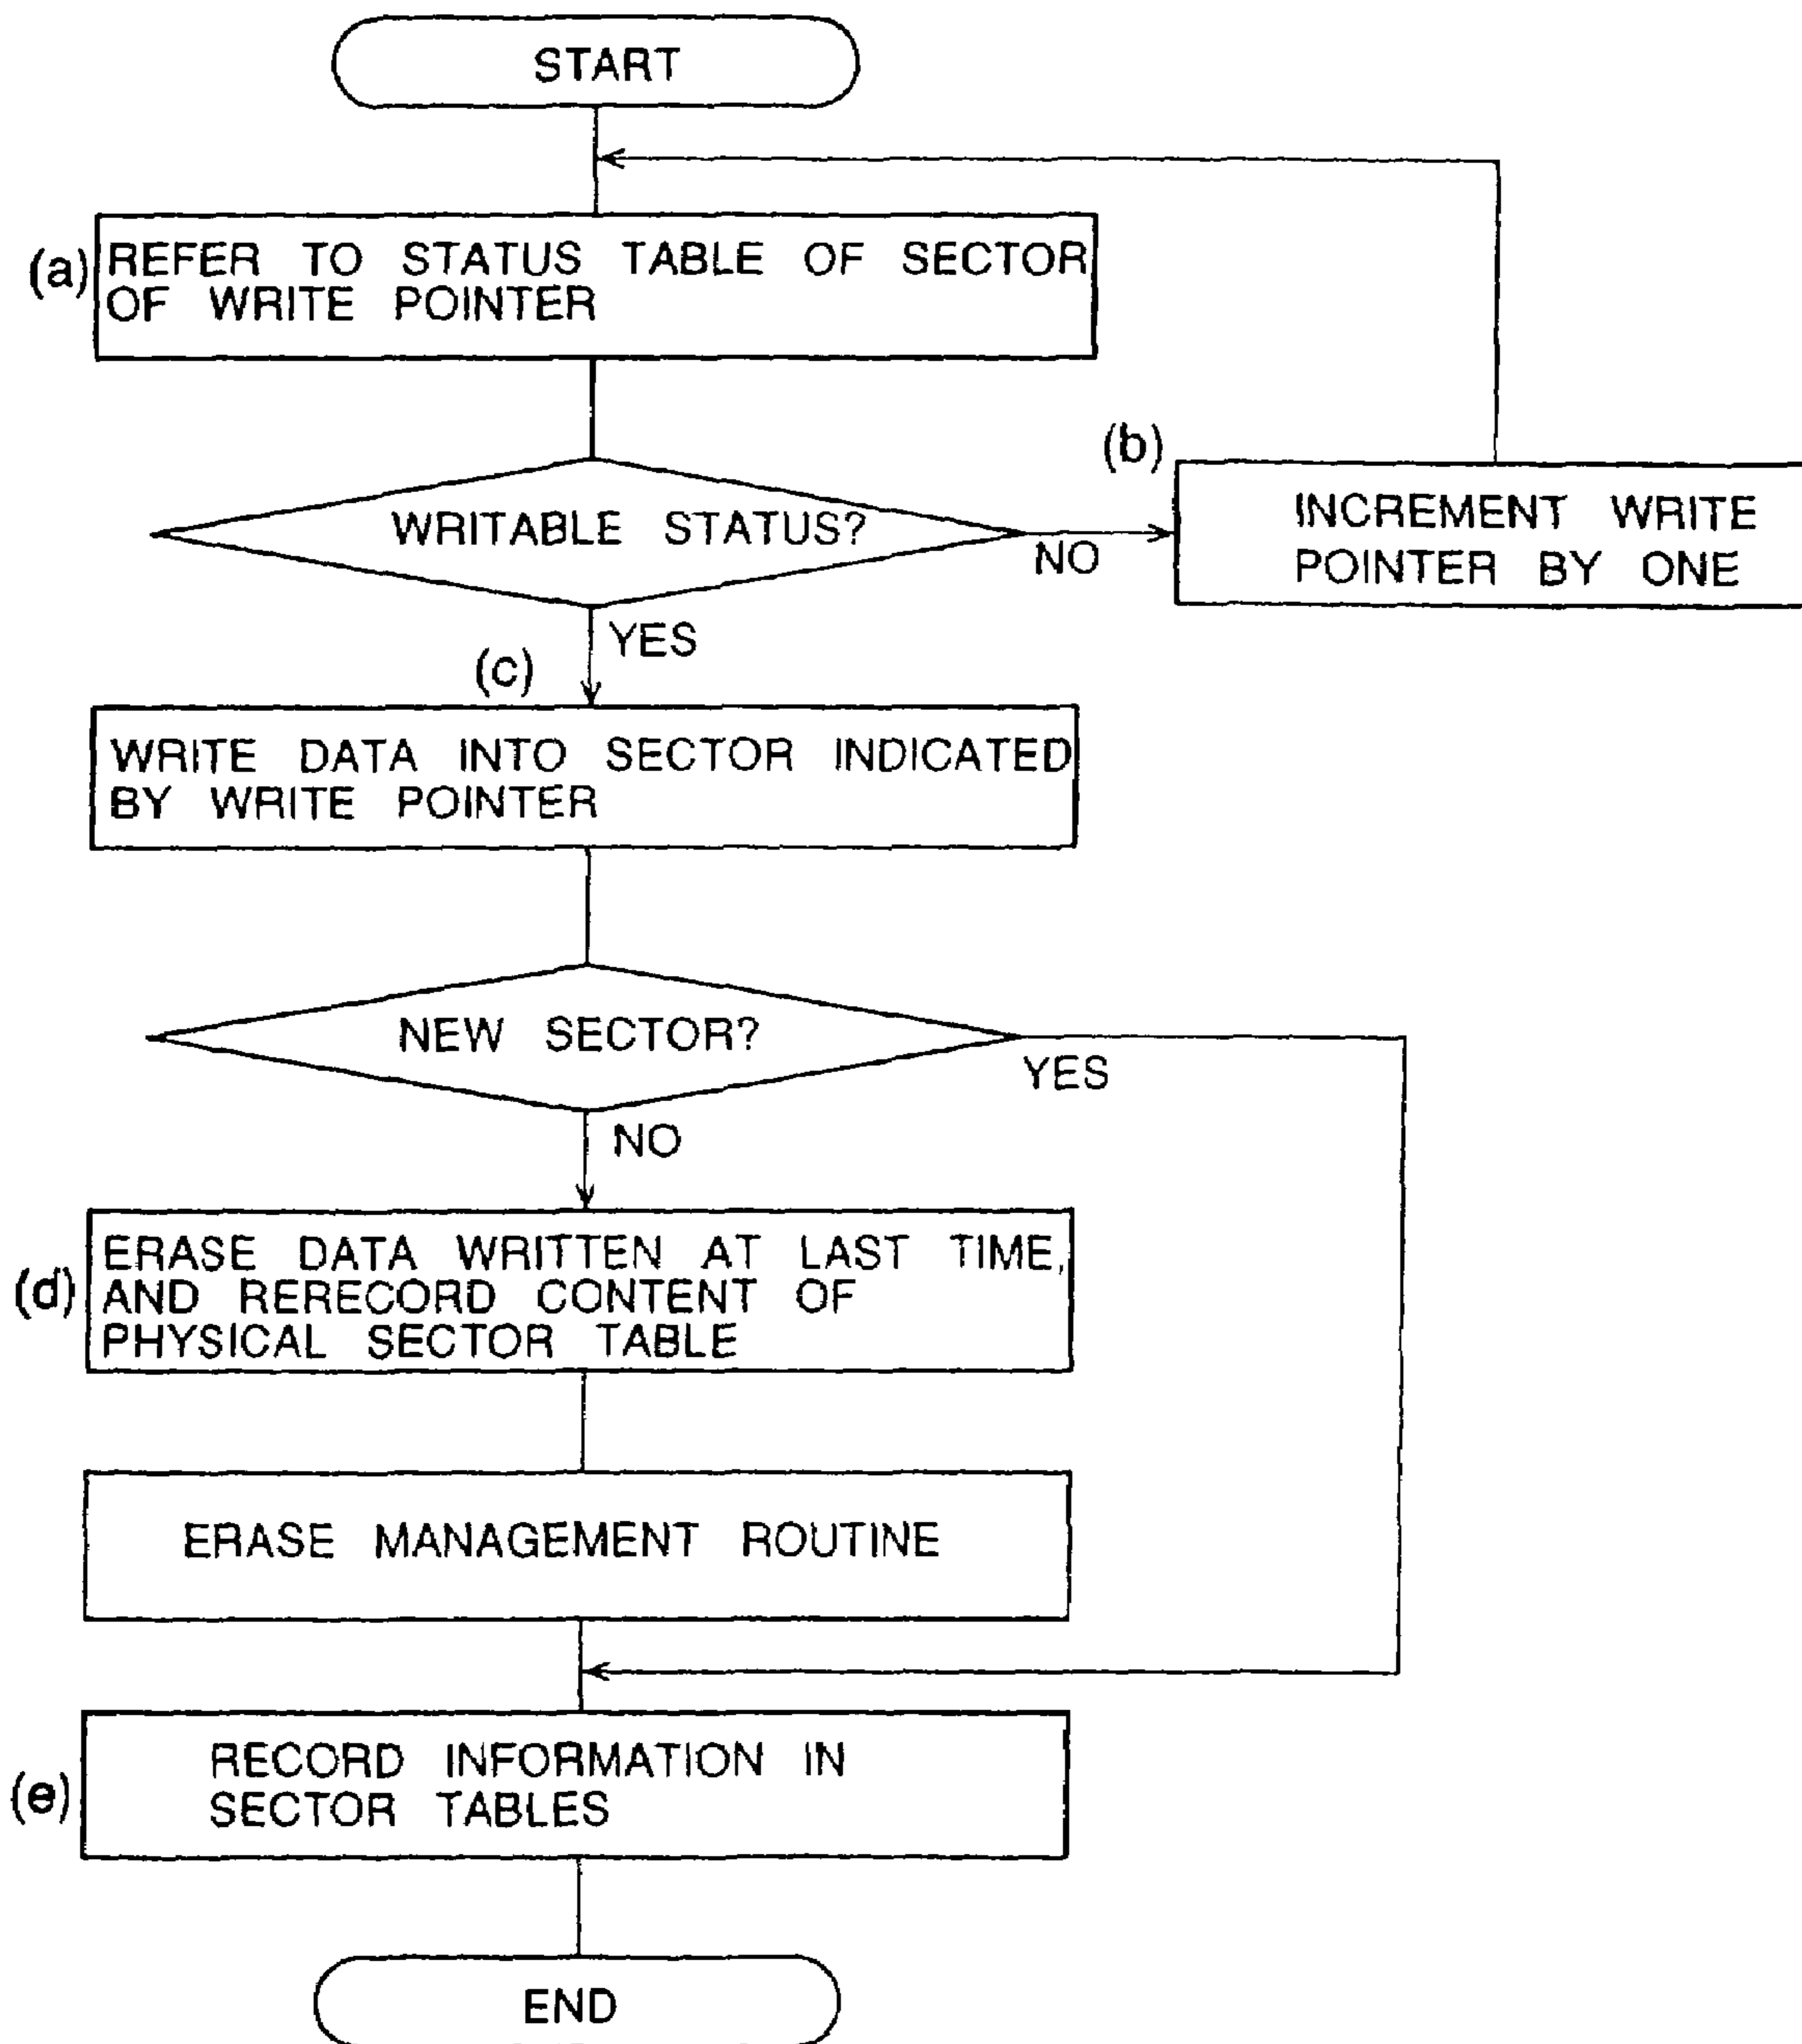 START
(a)
REFER TO STATUS TABLE OF SECTOR
OF WRITE POINTER
WRITABLE STATUS?
NO
(b)
INCREMENT WRITE
POINTER BY ONE
YES
(c)
WRITE DATA INTO SECTOR INDICATED
BY WRITE POINTER
NEW SECTOR?
YES
NO
(d)
ERASE DATA WRITTEN AT LAST TIME,
AND RERECORD CONTENT OF
PHYSICAL SECTOR TABLE
ERASE MANAGEMENT ROUTINE
(e)
RECORD INFORMATION IN
SECTOR TABLES
END